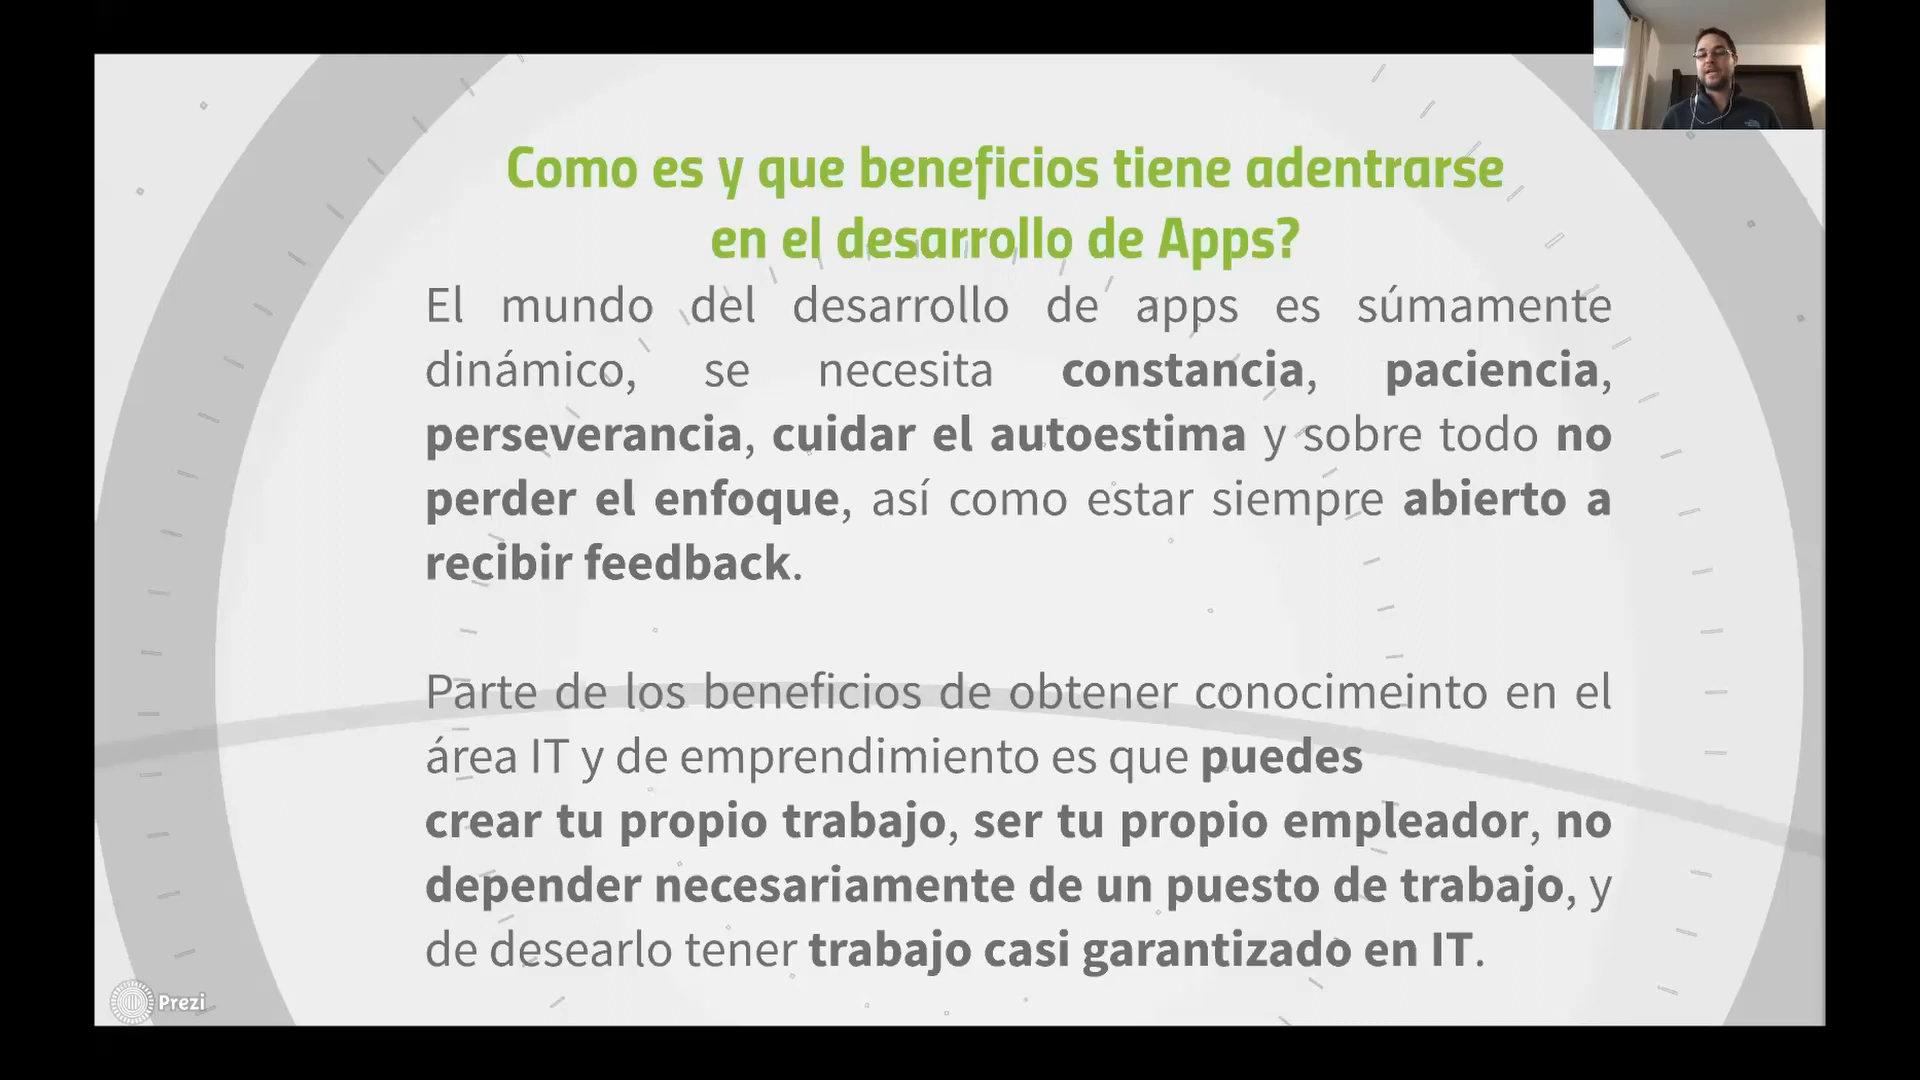 Como es y que beneficios tiene adentrarse
en el desarrollo de Apps?
El mundo del desarrollo de apps es súmamente
dinámico, se necesita constancia, paciencia,
perseverancia, cuidar el autoestima y sobre todo no
perder el enfoque, así como estar siempre abierto a
recibir feedback.
Parte de los beneficios de obtener conocimeinto en el
área IT y de emprendimiento es que puedes
crear tu propio trabajo, ser tu propio empleador, no
depender necesariamente de un puesto de trabajo, y
de desearlo tener trabajo casi garantizado en IT.
Prezi